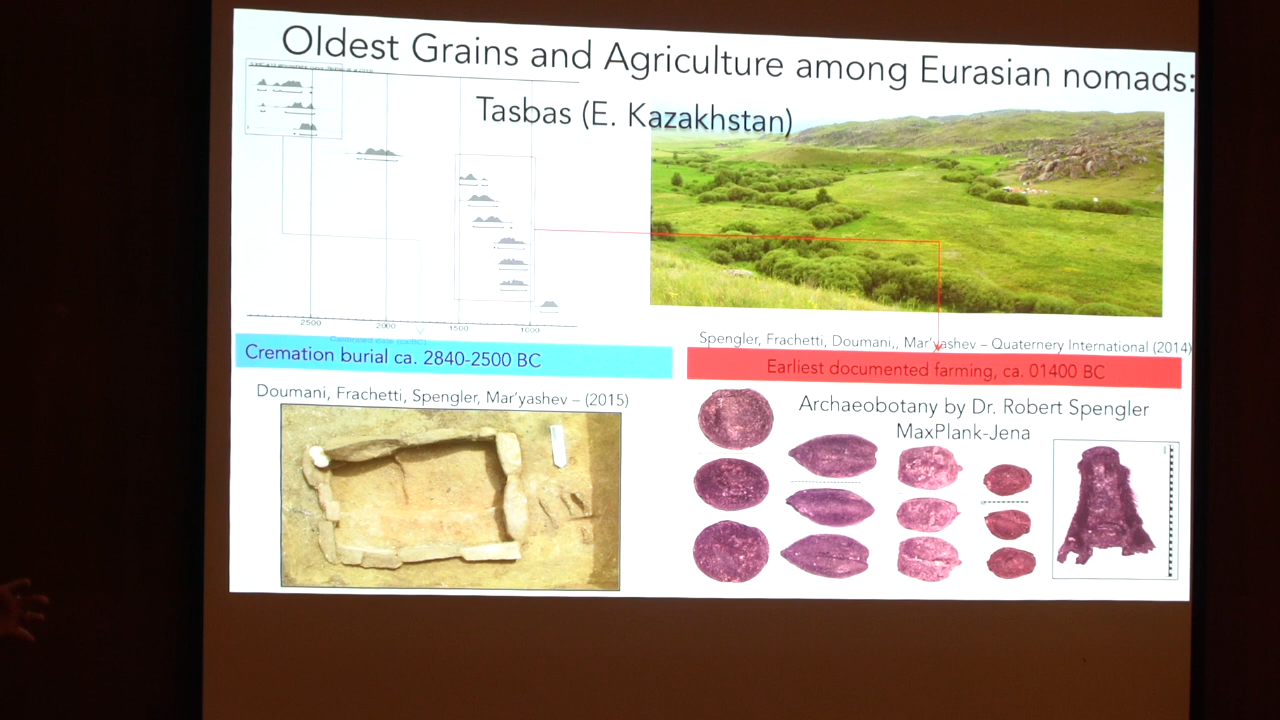 Oldest Grains and Agriculture among Eurasian nomads:
Tasbas (E. Kazakhstan)
2500
2000
1500
1000
Spengler, Frachetti, Doumani,, Mar'yashev – Quaternery International (2014)
Cremation burial ca. 2840-2500 BC
Earliest documented farming, ca. 01400 BC
Doumani, Frachetti, Spengler, Mar'yashev – (2015)
Archaeobotany by Dr. Robert Spengler
MaxPlank-Jena